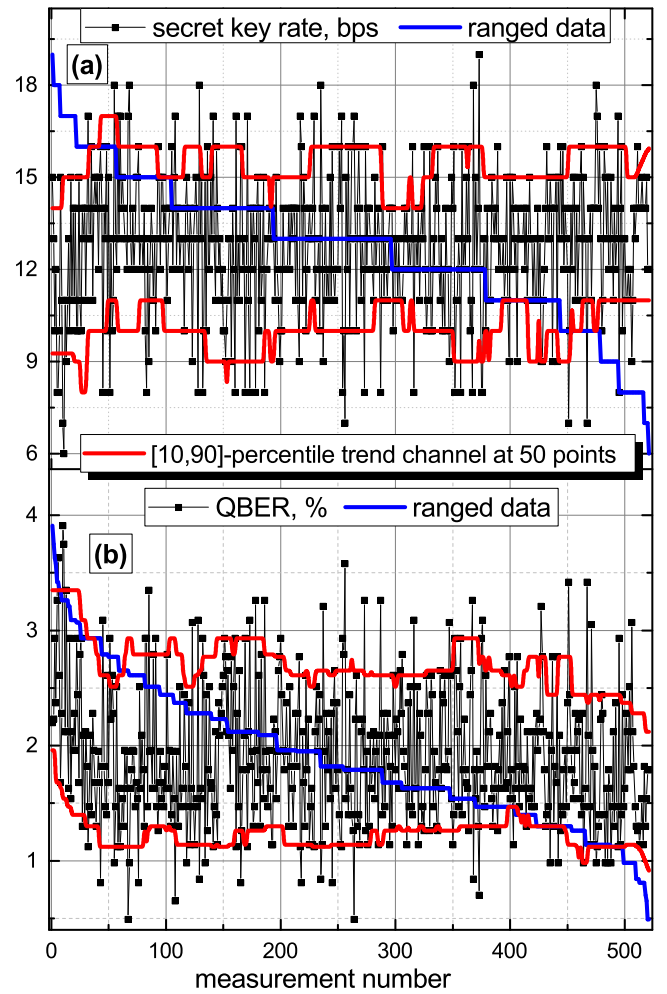 secret key rate, bps ranged data
(a)
18
15
12
9
6
[10,90]-percentile trend channel at 50 points
QBER, % ranged data
(b)
4
3
2
1
0 100 200 300 400 500
measurement number